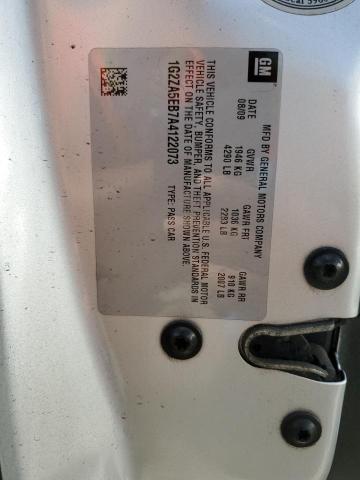 GM
MFD BY GENERAL MOTORS COMPANY
DATE GVWR GAWR FRT GAWR RR
08/09 1946 KG 1036 KG 910 KG
4290 LB 2283 LB 2007 LB
THIS VEHICLE CONFORMS TO ALL APPLICABLE U.S. FEDERAL MOTOR
VEHICLE SAFETY, BUMPER, AND THEFT PREVENTION STANDARDS IN
EFFECT ON THE DATE OF MANUFACTURE SHOWN ABOVE.
1G2ZA5EB7A4122073 TYPE: PASS CAR